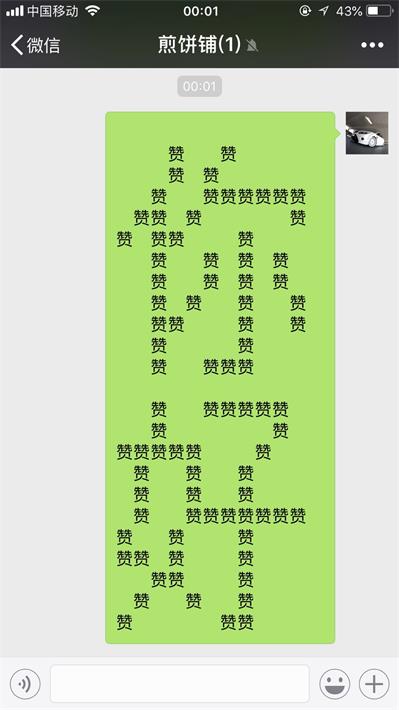 中国移动 00:01 43%
微信 煎饼铺(1)
00:01
赞 赞
赞 赞
赞 赞赞赞赞赞赞
赞赞 赞 赞
赞 赞赞 赞
赞 赞 赞 赞
赞 赞 赞 赞
赞 赞 赞 赞
赞赞 赞 赞
赞 赞
赞 赞赞赞
赞 赞赞赞赞赞
赞 赞
赞赞赞赞赞 赞
赞 赞 赞
赞 赞 赞
赞 赞赞赞赞赞赞赞
赞 赞 赞
赞赞 赞 赞
赞赞 赞
赞 赞 赞
赞 赞赞